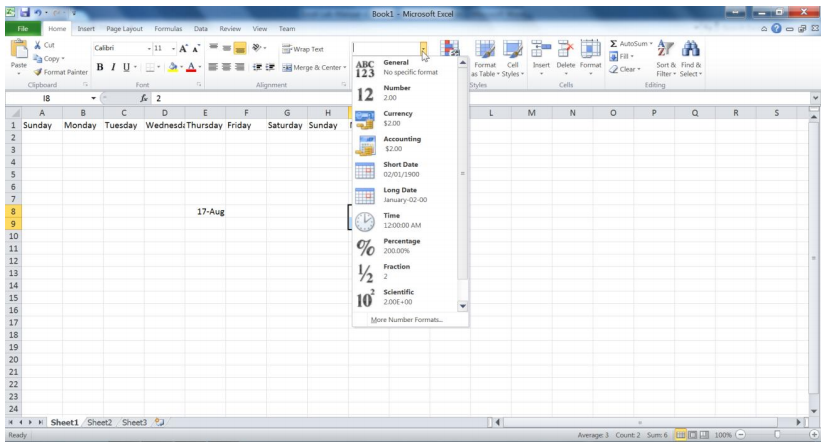 Book1 - Microsoft Excel
File Home Insert Page Layout Formulas Data Review View Team
Cut
Copy
Format Painter
Paste
Clipboard
Calibri 11 A A
B I U A
Font
Wrap Text
Merge & Center
Alignment
Format as Table
Cell Styles
Styles
Insert Delete Format
Cells
Σ AutoSum
Fill
Clear
Sort & Filter
Find & Select
Editing
I8 fx 2
A B C D E F G H L M N O P Q R S
1 Sunday Monday Tuesday Wednesda Thursday Friday Saturday Sunday
2
3
4
5
6
7
8 17-Aug
9
10
11
12
13
14
15
16
17
18
19
20
21
22
23
24
ABC 123 General
No specific format
12 Number
2.00
Currency
$2.00
Accounting
$2.00
Short Date
02/01/1900
Long Date
January-02-00
Time
12:00:00 AM
% Percentage
200.00%
1/2 Fraction
2
10² Scientific
2.00E+00
More Number Formats...
Sheet1 Sheet2 Sheet3
Ready Average: 3 Count: 2 Sum: 6 100%